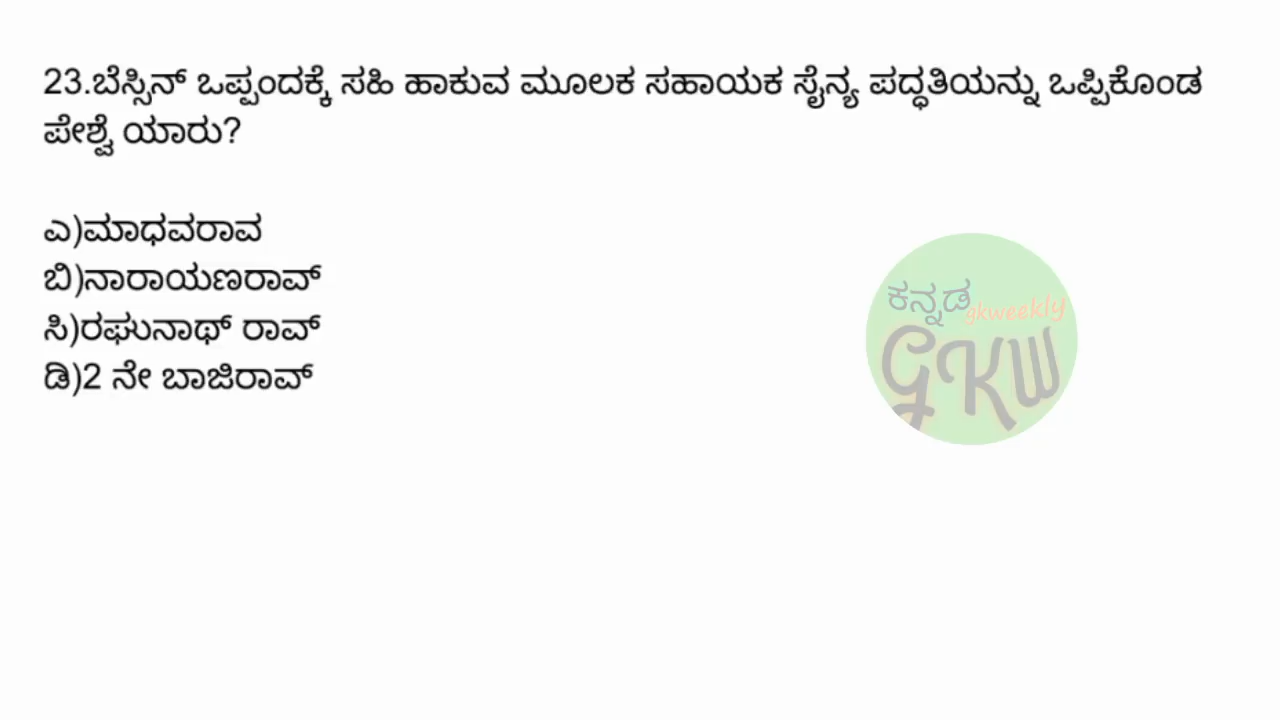 23.ಬೆಸ್ಸಿನ್ ಒಪ್ಪಂದಕ್ಕೆ ಸಹಿ ಹಾಕುವ ಮೂಲಕ ಸಹಾಯಕ ಸೈನ್ಯ ಪದ್ಧತಿಯನ್ನು ಒಪ್ಪಿಕೊಂಡ
ಪೇಶ್ವೆ ಯಾರು?
ಎ)ಮಾಧವರಾವ
ಬಿ)ನಾರಾಯಣರಾವ್
ಸಿ)ರಘುನಾಥ್ ರಾವ್
ಡಿ)2 ನೇ ಬಾಜಿರಾವ್
ಕನ್ನಡ
gkweekly
GKW